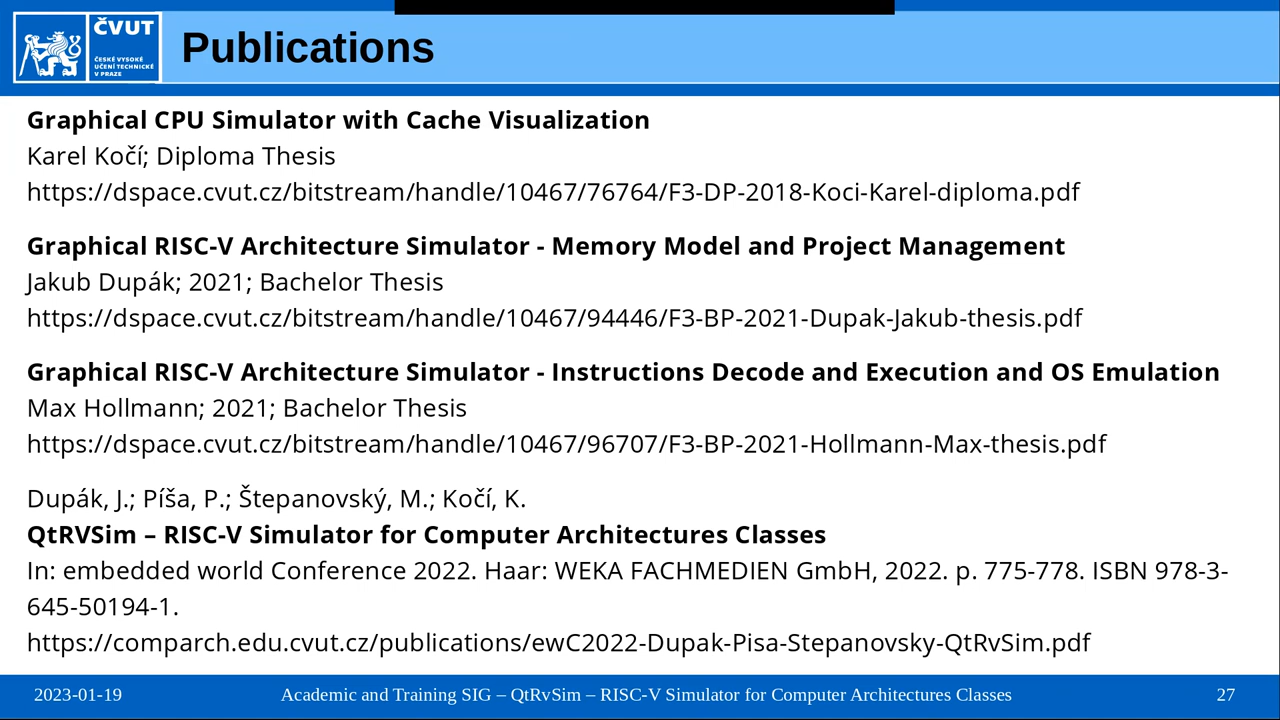 ČVUT
ČESKÉ VYSOKÉ
UČENÍ TECHNICKÉ
V PRAZE
Publications
Graphical CPU Simulator with Cache Visualization
Karel Kočí; Diploma Thesis
https://dspace.cvut.cz/bitstream/handle/10467/76764/F3-DP-2018-Koci-Karel-diploma.pdf
Graphical RISC-V Architecture Simulator - Memory Model and Project Management
Jakub Dupák; 2021; Bachelor Thesis
https://dspace.cvut.cz/bitstream/handle/10467/94446/F3-BP-2021-Dupak-Jakub-thesis.pdf
Graphical RISC-V Architecture Simulator - Instructions Decode and Execution and OS Emulation
Max Hollmann; 2021; Bachelor Thesis
https://dspace.cvut.cz/bitstream/handle/10467/96707/F3-BP-2021-Hollmann-Max-thesis.pdf
Dupák, J.; Píša, P.; Štepanovský, M.; Kočí, K.
QtRVSim – RISC-V Simulator for Computer Architectures Classes
In: embedded world Conference 2022. Haar: WEKA FACHMEDIEN GmbH, 2022. p. 775-778. ISBN 978-3-
645-50194-1.
https://comparch.edu.cvut.cz/publications/ewC2022-Dupak-Pisa-Stepanovsky-QtRvSim.pdf
2023-01-19
Academic and Training SIG – QtRvSim – RISC-V Simulator for Computer Architectures Classes
27